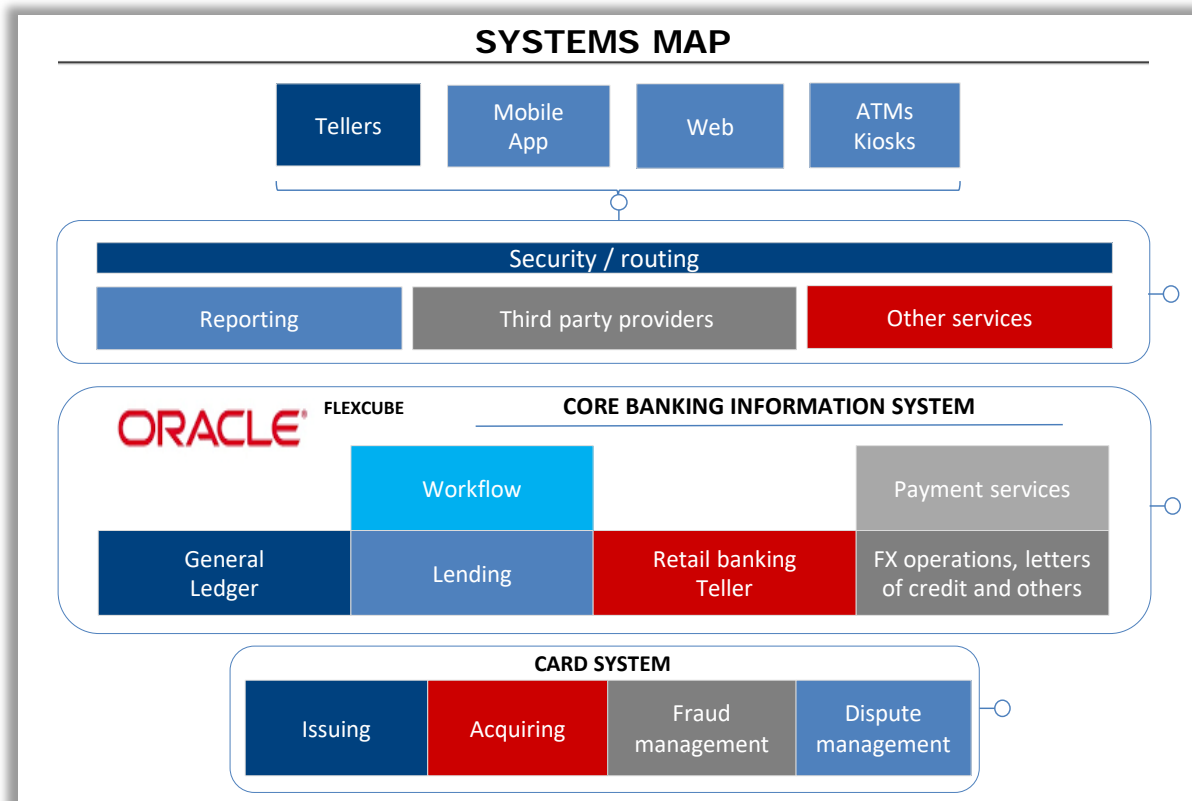 SYSTEMS MAP
Tellers
Mobile
App
Web
ATMs
Kiosks
Security / routing
Reporting
Third party providers
Other services
ORACLE®
FLEXCUBE
CORE BANKING INFORMATION SYSTEM
Workflow
Payment services
General
Ledger
Lending
Retail banking
Teller
FX operations, letters
of credit and others
CARD SYSTEM
Issuing
Acquiring
Fraud
management
Dispute
management